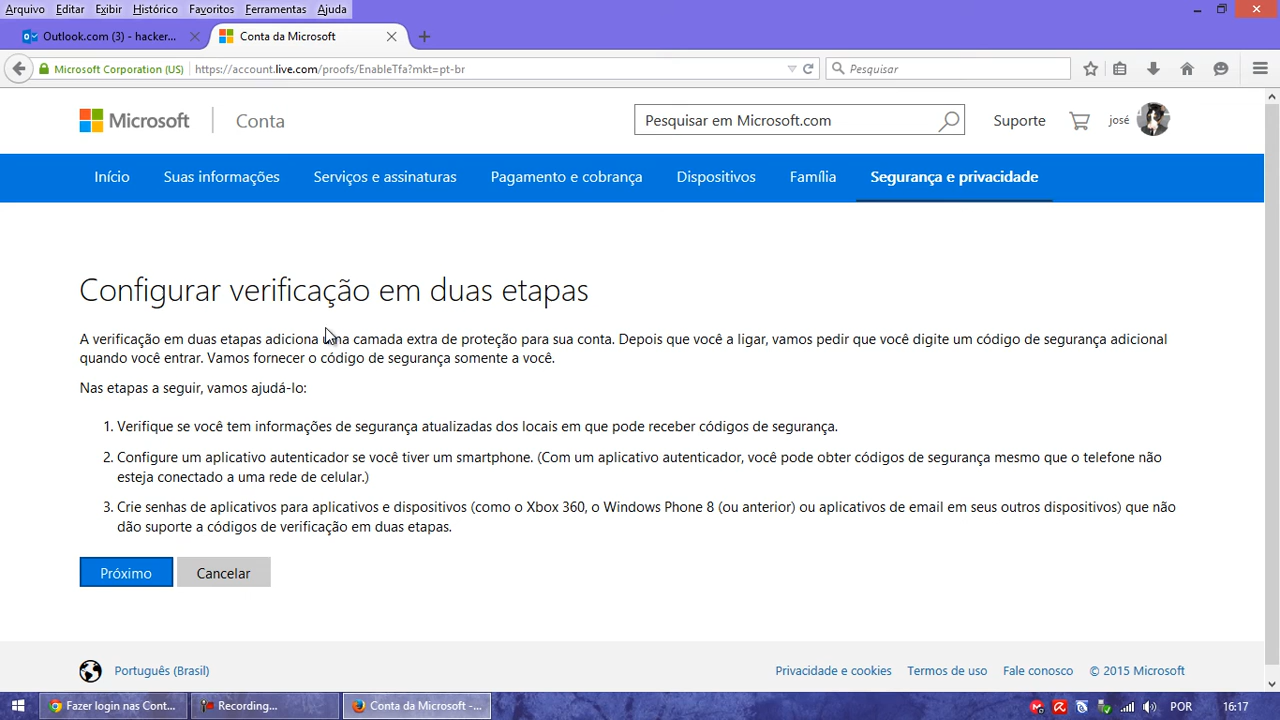 Arquivo Editar Exibir Histórico Favoritos Ferramentas Ajuda
Outlook.com (3) - hacker... Conta da Microsoft
Microsoft Corporation (US) https://account.live.com/proofs/EnableTfa?mkt=pt-br Pesquisar
Microsoft Conta Pesquisar em Microsoft.com Suporte josé
Início Suas informações Serviços e assinaturas Pagamento e cobrança Dispositivos Família Segurança e privacidade
Configurar verificação em duas etapas
A verificação em duas etapas adiciona uma camada extra de proteção para sua conta. Depois que você a ligar, vamos pedir que você digite um código de segurança adicional
quando você entrar. Vamos fornecer o código de segurança somente a você.
Nas etapas a seguir, vamos ajudá-lo:
1. Verifique se você tem informações de segurança atualizadas dos locais em que pode receber códigos de segurança.
2. Configure um aplicativo autenticador se você tiver um smartphone. (Com um aplicativo autenticador, você pode obter códigos de segurança mesmo que o telefone não
esteja conectado a uma rede de celular.)
3. Crie senhas de aplicativos para aplicativos e dispositivos (como o Xbox 360, o Windows Phone 8 (ou anterior) ou aplicativos de email em seus outros dispositivos) que não
dão suporte a códigos de verificação em duas etapas.
Próximo Cancelar
Português (Brasil) Privacidade e cookies Termos de uso Fale conosco © 2015 Microsoft
Fazer login nas Cont... Recording... Conta da Microsoft -... POR 16:17